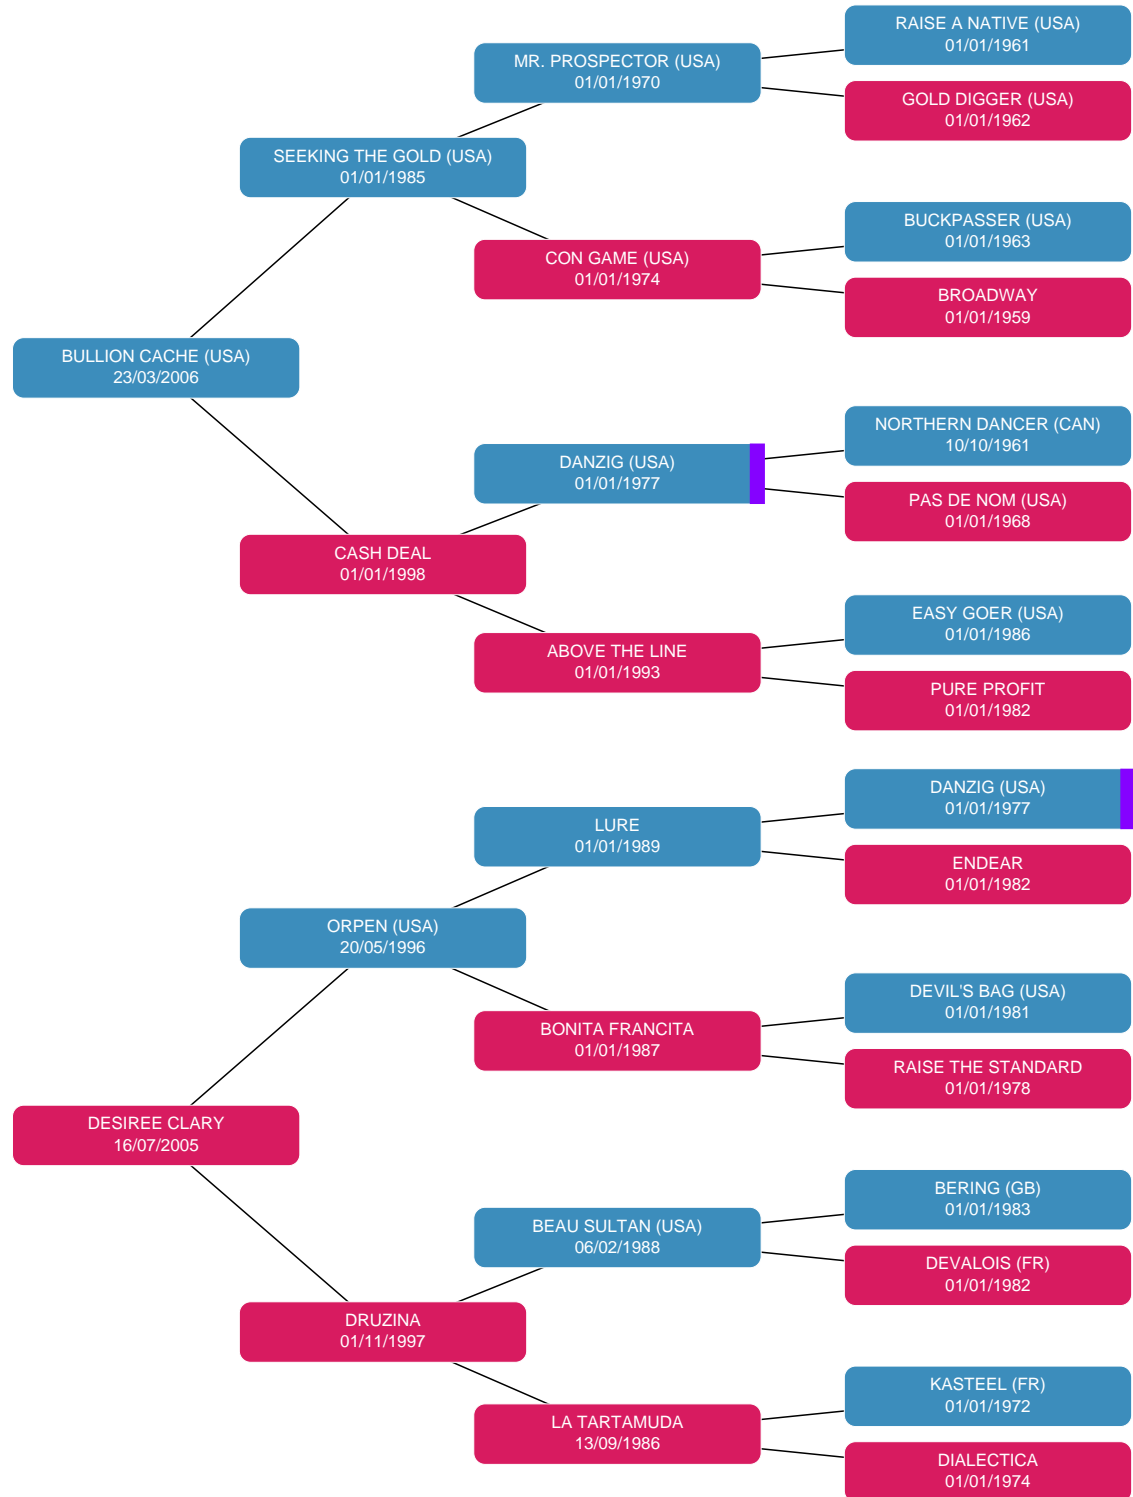 RAISE A NATIVE (USA)
01/01/1961
MR. PROSPECTOR (USA)
01/01/1970
GOLD DIGGER (USA)
01/01/1962
SEEKING THE GOLD (USA)
01/01/1985
BUCKPASSER (USA)
01/01/1963
CON GAME (USA)
01/01/1974
BROADWAY
01/01/1959
BULLION CACHE (USA)
23/03/2006
NORTHERN DANCER (CAN)
10/10/1961
DANZIG (USA)
01/01/1977
PAS DE NOM (USA)
01/01/1968
CASH DEAL
01/01/1998
EASY GOER (USA)
01/01/1986
ABOVE THE LINE
01/01/1993
PURE PROFIT
01/01/1982
DANZIG (USA)
01/01/1977
LURE
01/01/1989
ENDEAR
01/01/1982
ORPEN (USA)
20/05/1996
DEVIL'S BAG (USA)
01/01/1981
BONITA FRANCITA
01/01/1987
RAISE THE STANDARD
01/01/1978
DESIREE CLARY
16/07/2005
BERING (GB)
01/01/1983
BEAU SULTAN (USA)
06/02/1988
DEVALOIS (FR)
01/01/1982
DRUZINA
01/11/1997
KASTEEL (FR)
01/01/1972
LA TARTAMUDA
13/09/1986
DIALECTICA
01/01/1974